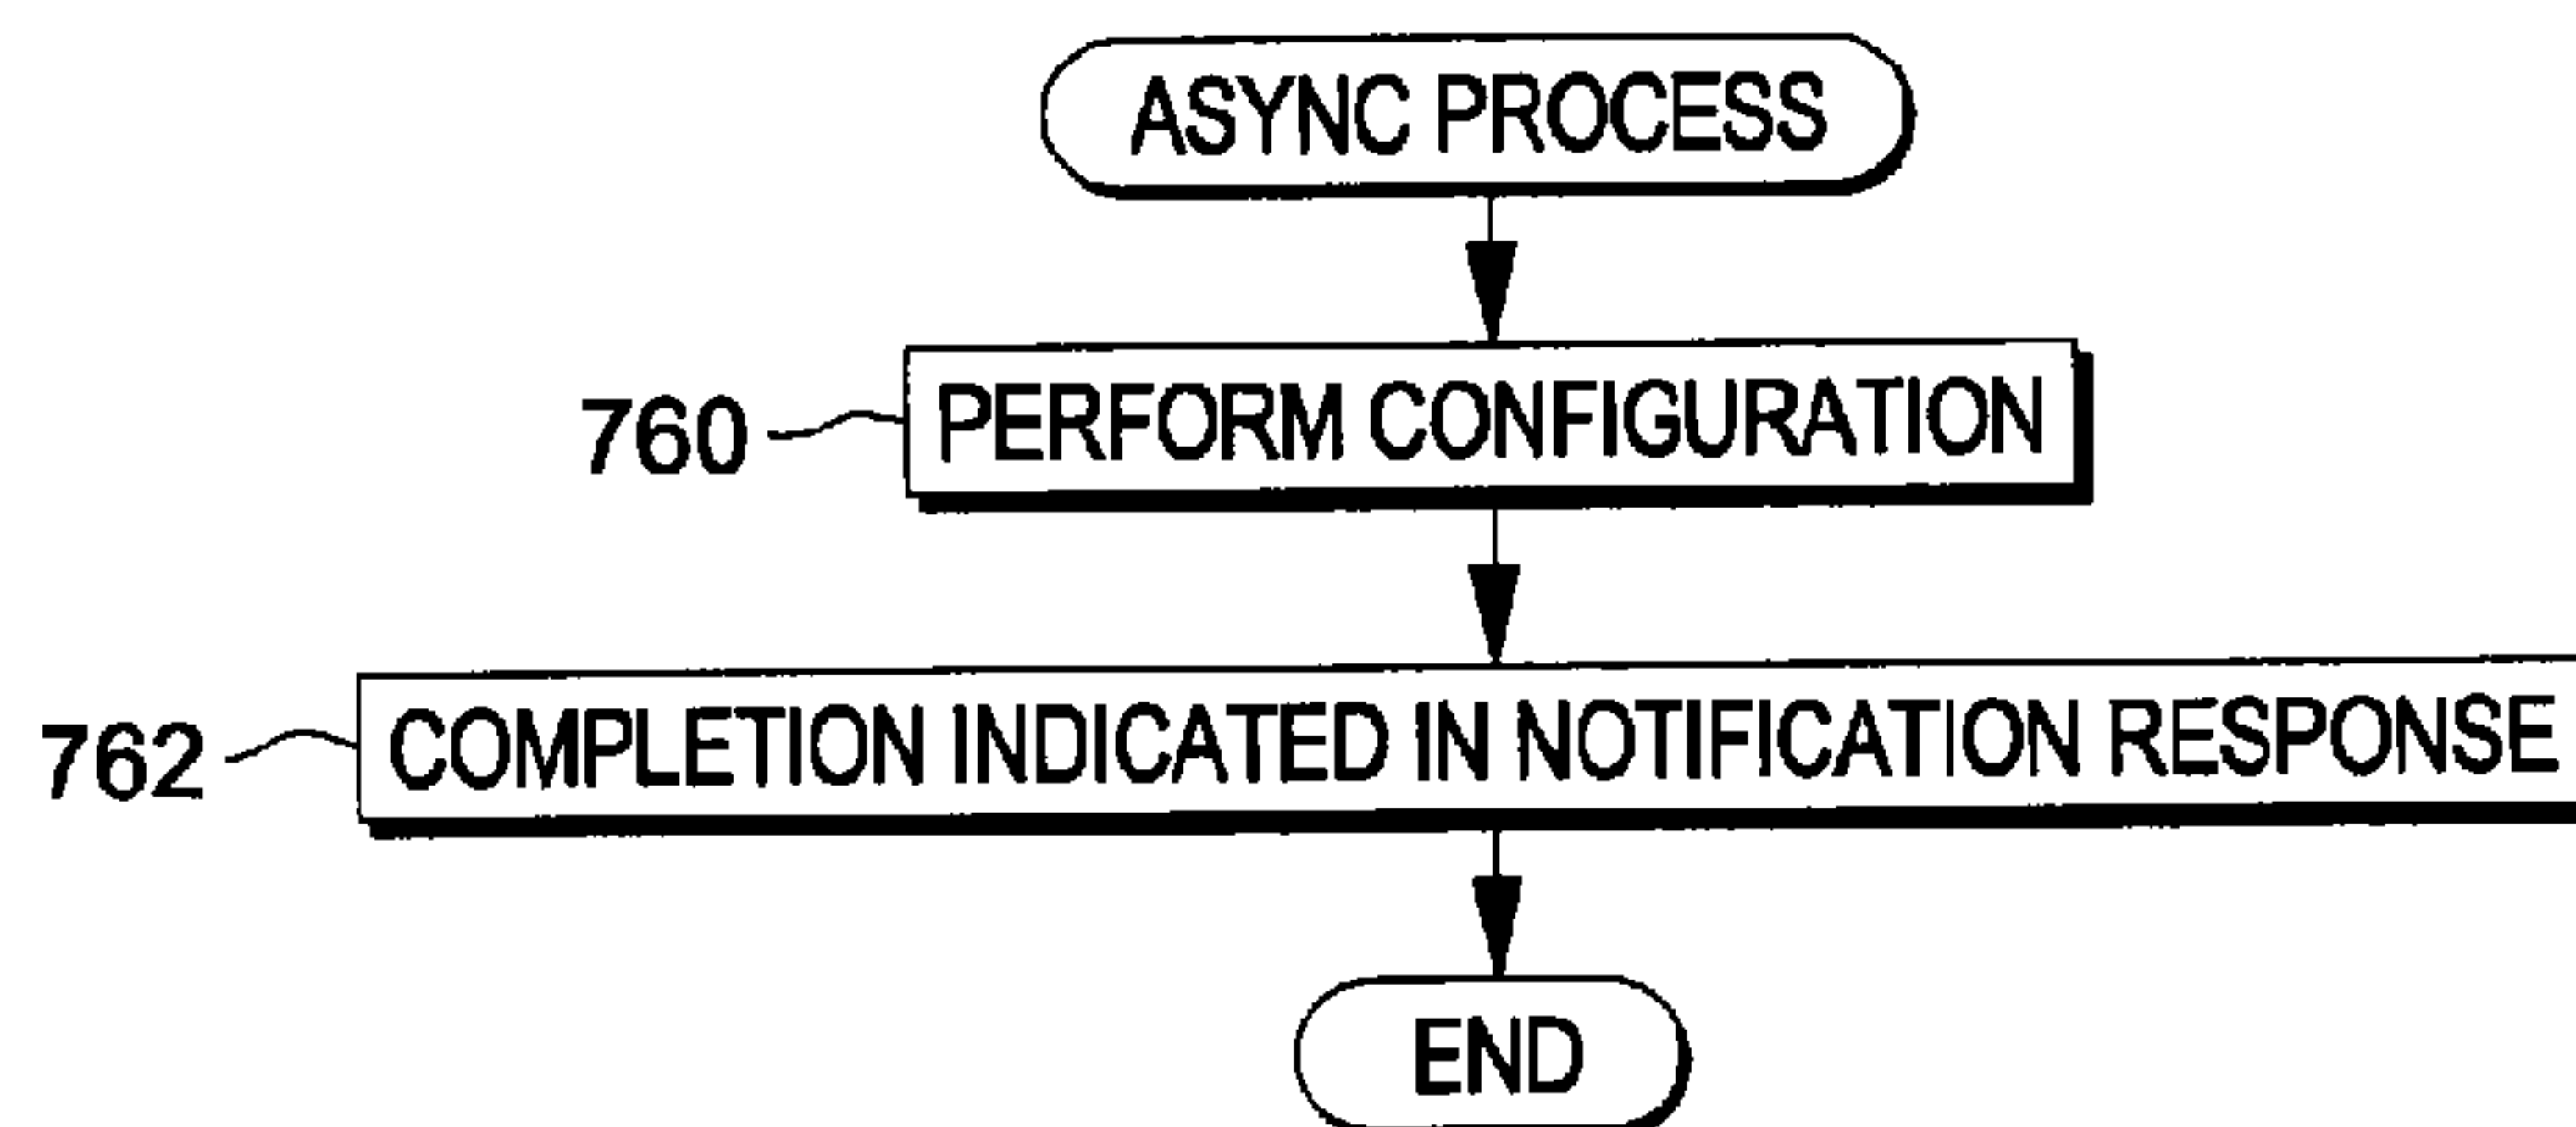 ASYNC PROCESS
760 PERFORM CONFIGURATION
762 COMPLETION INDICATED IN NOTIFICATION RESPONSE
END